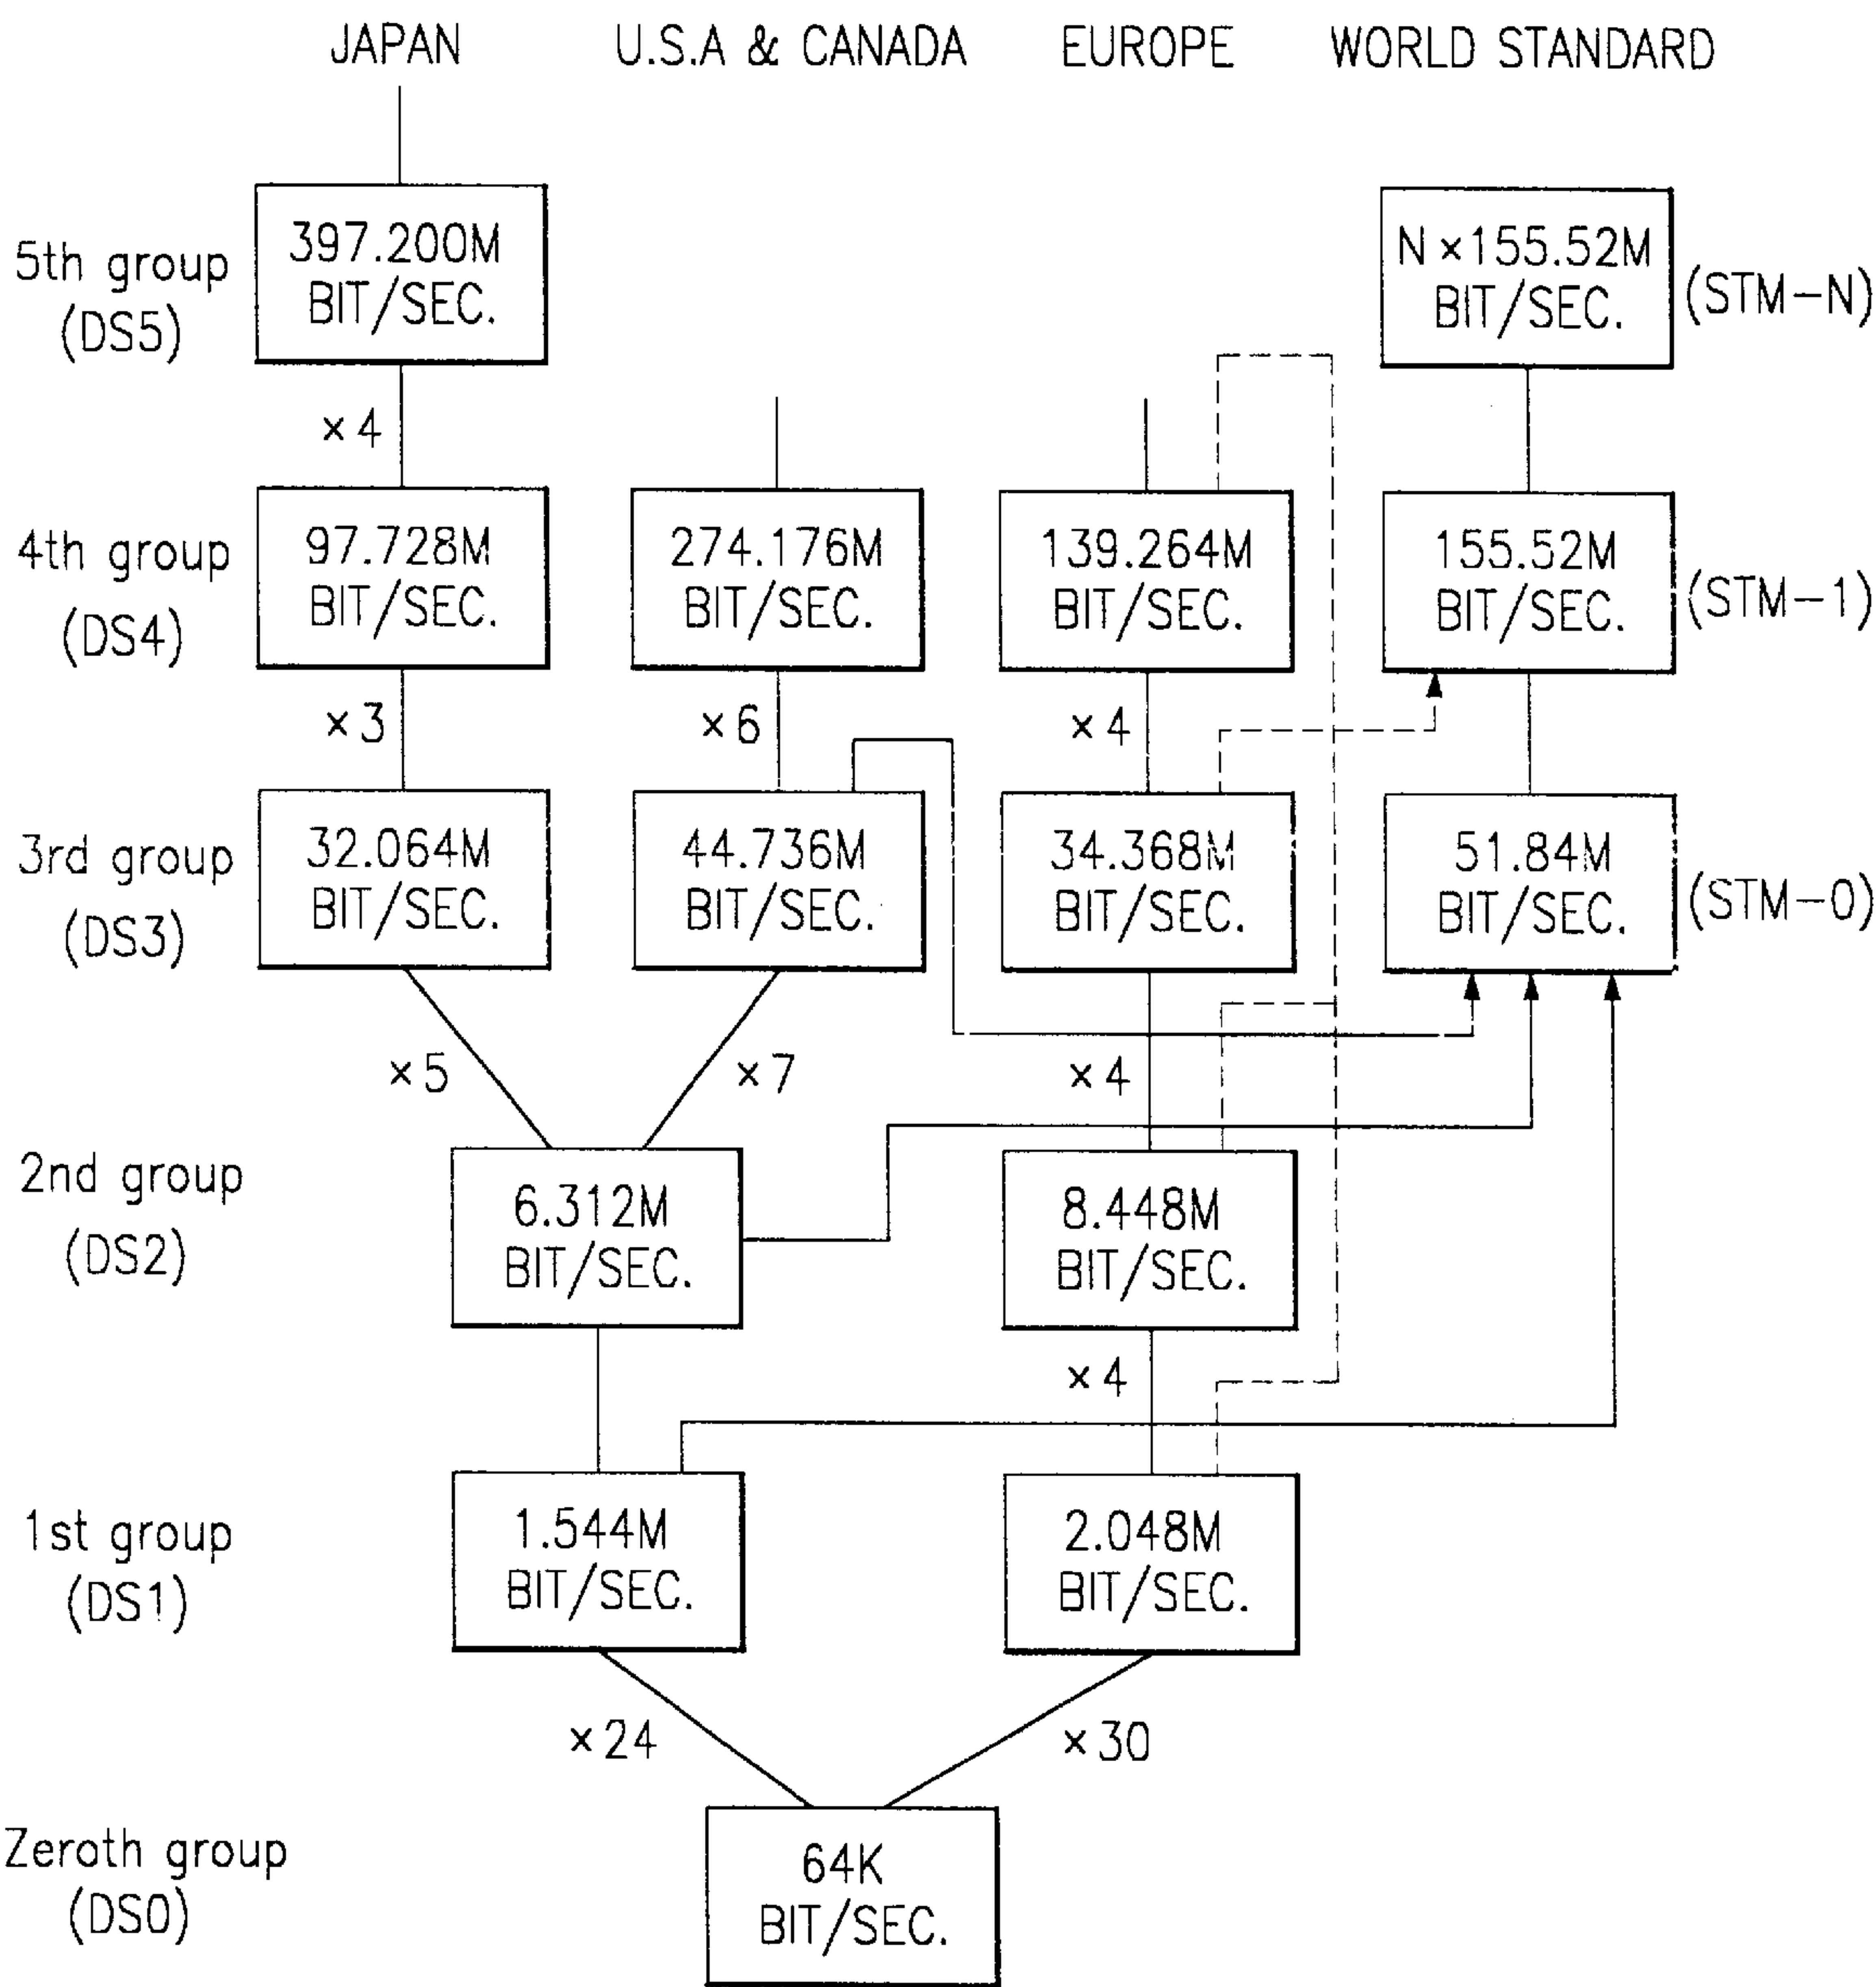 JAPAN U.S.A & CANADA EUROPE WORLD STANDARD
5th group
(DS5)
397.200M
BIT/SEC.
N×155.52M
BIT/SEC.
(STM-N)
×4
4th group
(DS4)
97.728M
BIT/SEC.
274.176M
BIT/SEC.
139.264M
BIT/SEC.
155.52M
BIT/SEC.
(STM-1)
×3
×6
×4
3rd group
(DS3)
32.064M
BIT/SEC.
44.736M
BIT/SEC.
34.368M
BIT/SEC.
51.84M
BIT/SEC.
(STM-0)
×5
×7
×4
2nd group
(DS2)
6.312M
BIT/SEC.
8.448M
BIT/SEC.
×4
1st group
(DS1)
1.544M
BIT/SEC.
2.048M
BIT/SEC.
×24
×30
Zeroth group
(DS0)
64K
BIT/SEC.